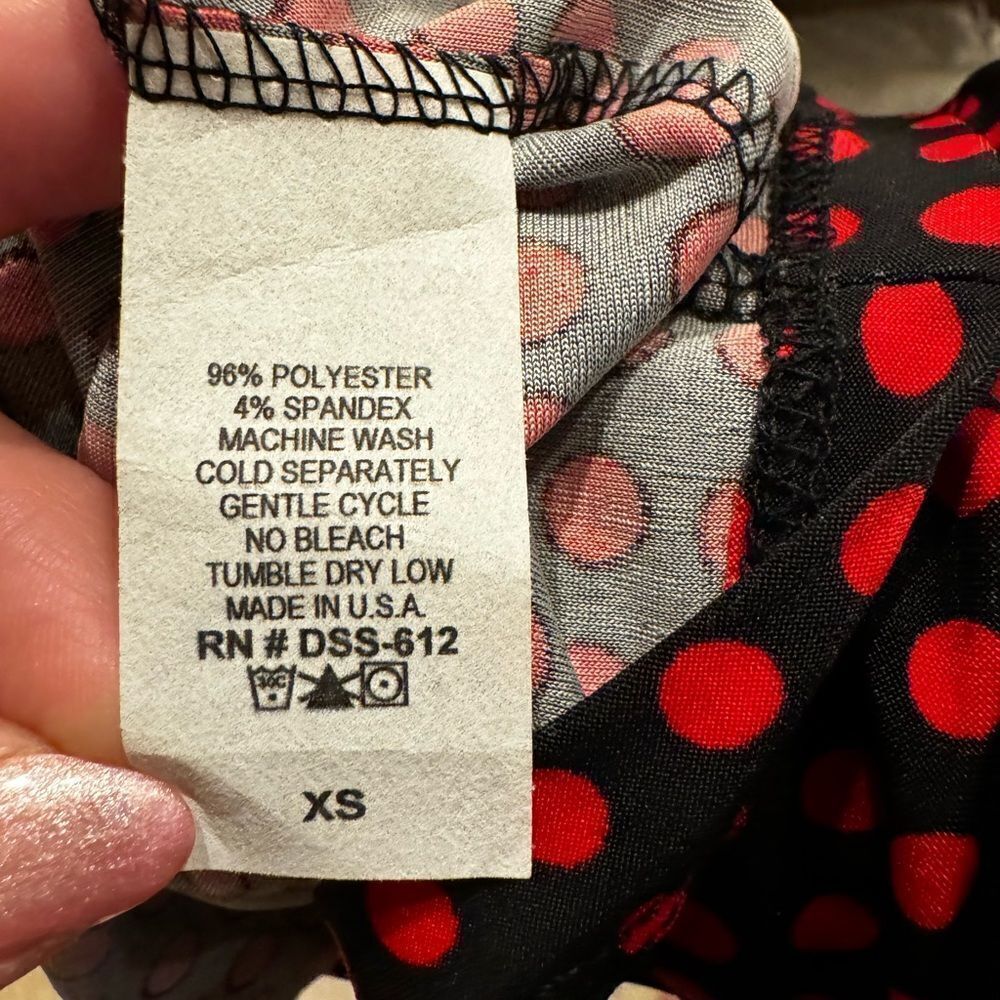 96% POLYESTER
4% SPANDEX
MACHINE WASH
COLD SEPARATELY
GENTLE CYCLE
NO BLEACH
TUMBLE DRY LOW
MADE IN U.S.A.
RN # DSS-612
XS